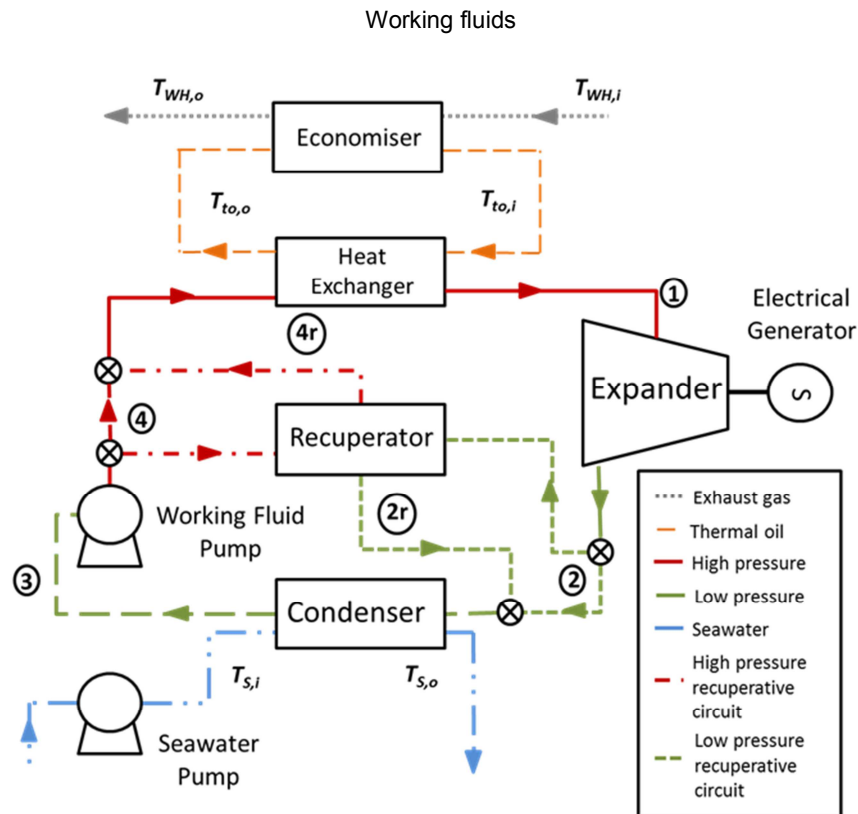 Working fluids
T_WH,o
T_WH,i
Economiser
T_to,o
T_to,i
Heat
Exchanger
1
Electrical
Generator
4r
Expander
S
4
Recuperator
2r
Working Fluid
Pump
3
2
Condenser
T_S,i
T_S,o
Seawater
Pump
Exhaust gas
Thermal oil
High pressure
Low pressure
Seawater
High pressure
recuperative
circuit
Low pressure
recuperative
circuit